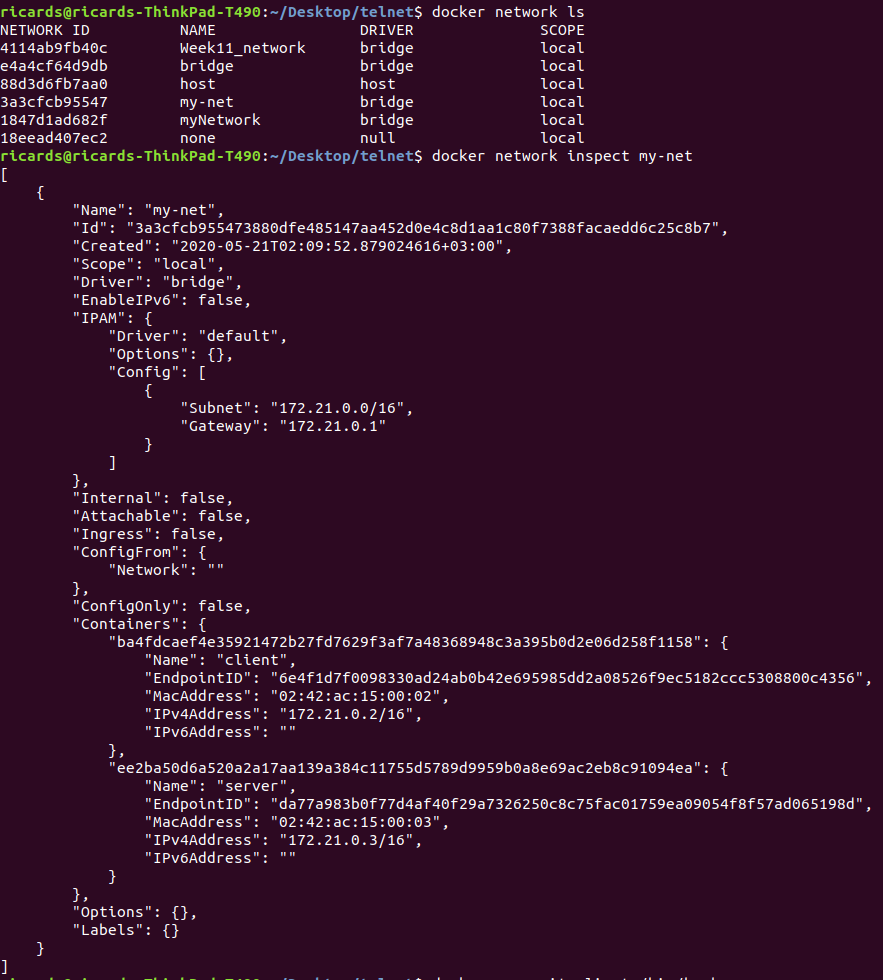 ricards@ricards-ThinkPad-T490:~/Desktop/telnet$ docker network ls
NETWORK ID          NAME                DRIVER              SCOPE
4114ab9fb40c        Week11_network      bridge              local
e4a4cf64d9db        bridge              bridge              local
88d3d6fb7aa0        host                host                local
3a3cfcb95547        my-net              bridge              local
1847d1ad682f        myNetwork           bridge              local
18eead407ec2        none                null                local
ricards@ricards-ThinkPad-T490:~/Desktop/telnet$ docker network inspect my-net
[
    {
        "Name": "my-net",
        "Id": "3a3cfcb955473880dfe485147aa452d0e4c8d1aa1c80f7388facaedd6c25c8b7",
        "Created": "2020-05-21T02:09:52.879024616+03:00",
        "Scope": "local",
        "Driver": "bridge",
        "EnableIPv6": false,
        "IPAM": {
            "Driver": "default",
            "Options": {},
            "Config": [
                {
                    "Subnet": "172.21.0.0/16",
                    "Gateway": "172.21.0.1"
                }
            ]
        },
        "Internal": false,
        "Attachable": false,
        "Ingress": false,
        "ConfigFrom": {
            "Network": ""
        },
        "ConfigOnly": false,
        "Containers": {
            "ba4fdcaef4e35921472b27fd7629f3af7a48368948c3a395b0d2e06d258f1158": {
                "Name": "client",
                "EndpointID": "6e4f1d7f0098330ad24ab0b42e695985dd2a08526f9ec5182ccc5308800c4356",
                "MacAddress": "02:42:ac:15:00:02",
                "IPv4Address": "172.21.0.2/16",
                "IPv6Address": ""
            },
            "ee2ba50d6a520a2a17aa139a384c11755d5789d9959b0a8e69ac2eb8c91094ea": {
                "Name": "server",
                "EndpointID": "da77a983b0f77d4af40f29a7326250c8c75fac01759ea09054f8f57ad065198d",
                "MacAddress": "02:42:ac:15:00:03",
                "IPv4Address": "172.21.0.3/16",
                "IPv6Address": ""
            }
        },
        "Options": {},
        "Labels": {}
    }
]